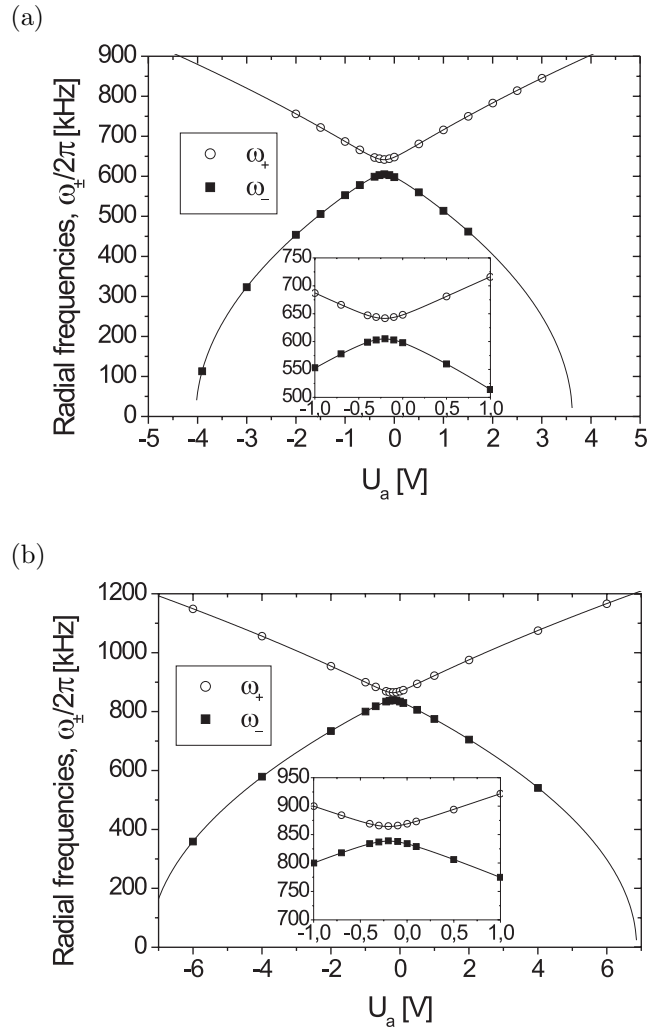 (a)
900
800
700
600
500
400
300
200
100
0
Radial frequencies, ω±/2π [kHz]
ω+
ω−
750
700
650
600
550
500
-1,0 -0,5 0,0 0,5 1,0
-5 -4 -3 -2 -1 0 1 2 3 4 5
U_a [V]
(b)
1200
1000
800
600
400
200
0
Radial frequencies, ω±/2π [kHz]
ω+
ω−
950
900
850
800
750
700
-1,0 -0,5 0,0 0,5 1,0
-6 -4 -2 0 2 4 6
U_a [V]